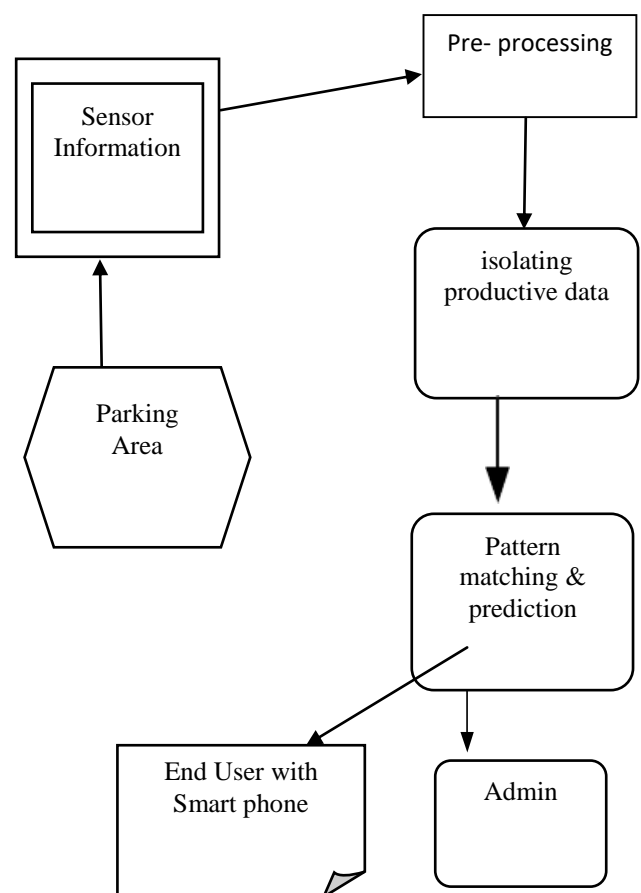 Pre- processing
Sensor
Information
isolating
productive data
Parking
Area
Pattern
matching &
prediction
End User with
Smart phone
Admin